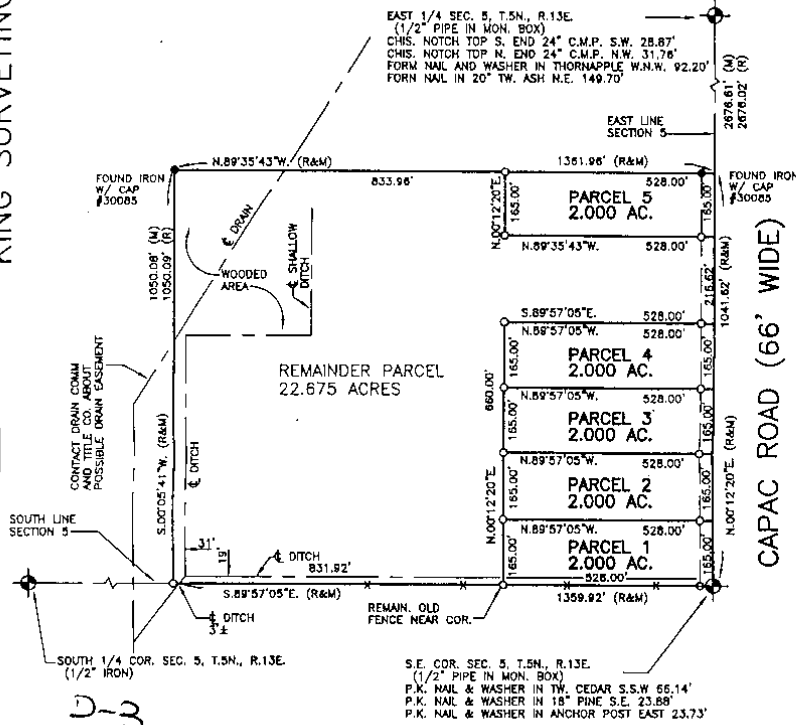 KING SURVEYING
EAST 1/4 SEC. 5, T.5N., R.13E.
(1/2" PIPE IN MON. BOX)
CHIS. NOTCH TOP S. END 24" C.M.P. S.W. 28.87'
CHIS. NOTCH TOP N. END 24" C.M.P. N.W. 31.76'
FORM NAIL AND WASHER IN THORNAPPLE W.N.W. 92.20'
FORN NAIL IN 20" TW. ASH N.E. 149.70'
2676.61' (M)
2676.02' (R)
EAST LINE
SECTION 5
FOUND IRON
W/ CAP
#30085
N.89°35'43"W. (R&M)
833.96'
1361.96' (R&M)
528.00'
FOUND IRON
W/ CAP
#30085
PARCEL 5
2.000 AC.
N.00°12'20"E.
165.00'
165.00'
N.89°35'43"W.
528.00'
1050.08' (M)
1050.09' (R)
℄ DRAIN
WOODED
AREA
℄ SHALLOW
DITCH
216.62'
1041.62' (R&M)
CAPAC ROAD (66' WIDE)
S.89°57'05"E.
528.00'
N.89°57'05"W.
528.00'
PARCEL 4
2.000 AC.
165.00'
165.00'
REMAINDER PARCEL
22.675 ACRES
660.00'
N.89°57'05"W.
528.00'
PARCEL 3
2.000 AC.
165.00'
165.00'
CONTACT DRAIN COMM
AND TITLE CO. ABOUT
POSSIBLE DRAIN EASEMENT
S.00°05'41"W. (R&M)
℄ DITCH
N.89°57'05"W.
528.00'
PARCEL 2
2.000 AC.
N.00°12'20"E.
165.00'
165.00'
N.00°12'20"E. (R&M)
SOUTH LINE
SECTION 5
N.89°57'05"W.
528.00'
PARCEL 1
2.000 AC.
165.00'
165.00'
31'
19'
℄ DITCH
831.92'
528.00'
S.89°57'05"E. (R&M)
1359.92' (R&M)
℄ DITCH
3'±
REMAIN. OLD
FENCE NEAR COR.
SOUTH 1/4 COR. SEC. 5, T.5N., R.13E.
(1/2" IRON)
S.E. COR. SEC. 5, T.5N., R.13E.
(1/2" PIPE IN MON. BOX)
P.K. NAIL & WASHER IN TW. CEDAR S.S.W 66.14'
P.K. NAIL & WASHER IN 18" PINE S.E. 23.88'
P.K. NAIL & WASHER IN ANCHOR POST EAST 23.73'
D-3